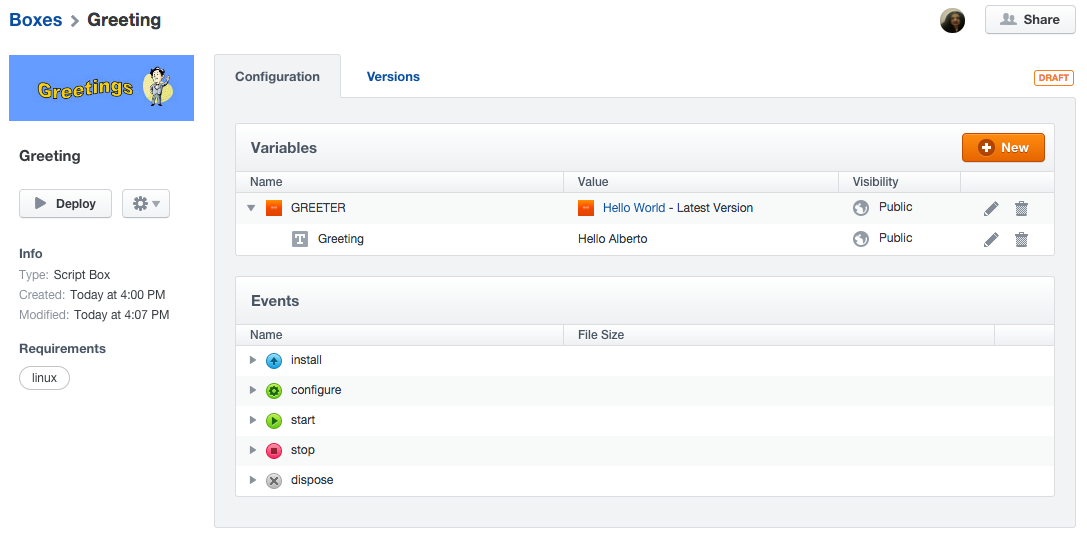 Boxes > Greeting
Share
Greetings
Greeting
Deploy
Info
Type: Script Box
Created: Today at 4:00 PM
Modified: Today at 4:07 PM
Requirements
linux
Configuration
Versions
DRAFT
Variables
New
Name Value Visibility
GREETER Hello World - Latest Version Public
T Greeting Hello Alberto Public
Events
Name File Size
install
configure
start
stop
dispose